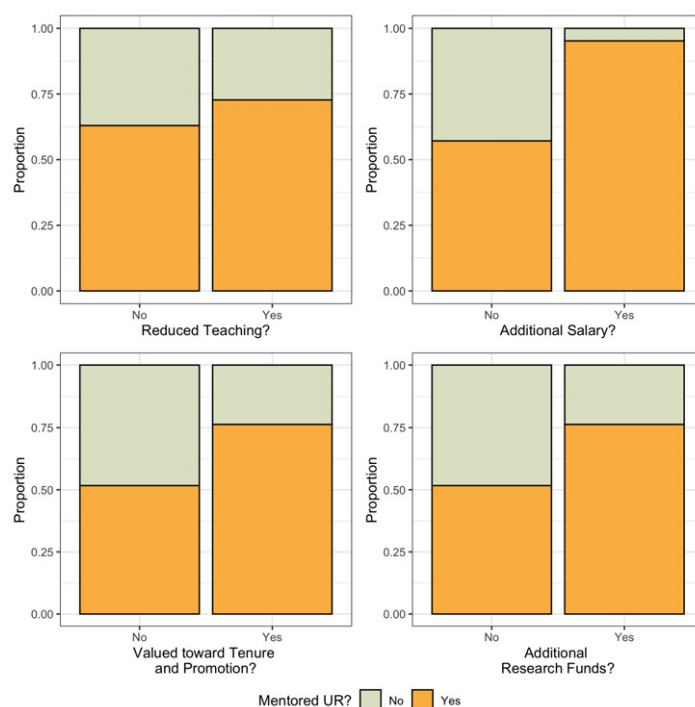 1.00
0.75
0.50
0.25
0.00
Proportion
No Yes
Reduced Teaching?
1.00
0.75
0.50
0.25
0.00
Proportion
No Yes
Additional Salary?
1.00
0.75
0.50
0.25
0.00
Proportion
No Yes
Valued toward Tenure
and Promotion?
1.00
0.75
0.50
0.25
0.00
Proportion
No Yes
Additional
Research Funds?
Mentored UR? No Yes